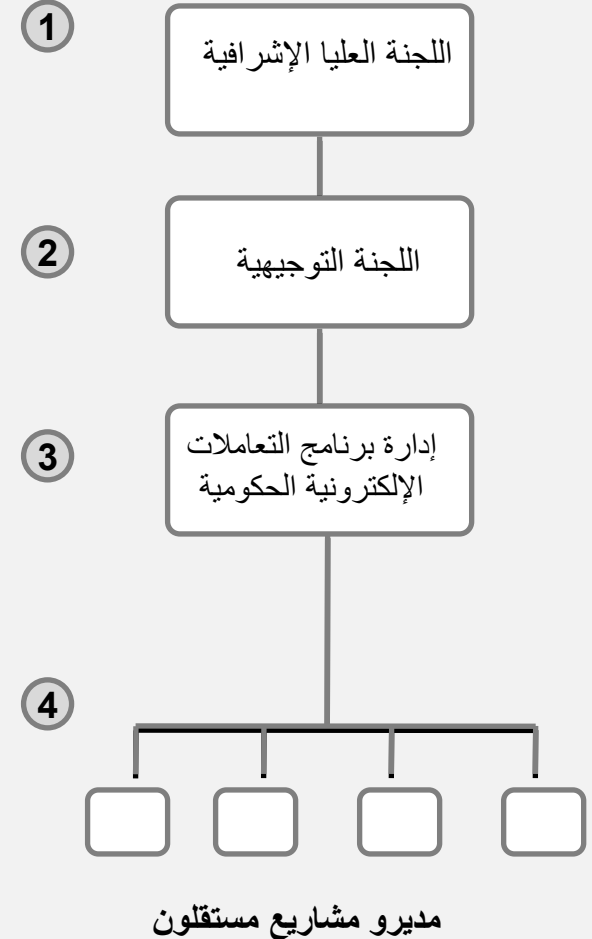 1
اللجنة العليا الإشرافية
2
اللجنة التوجيهية
3
إدارة برنامج التعاملات
الإلكترونية الحكومية
4
مديرو مشاريع مستقلون